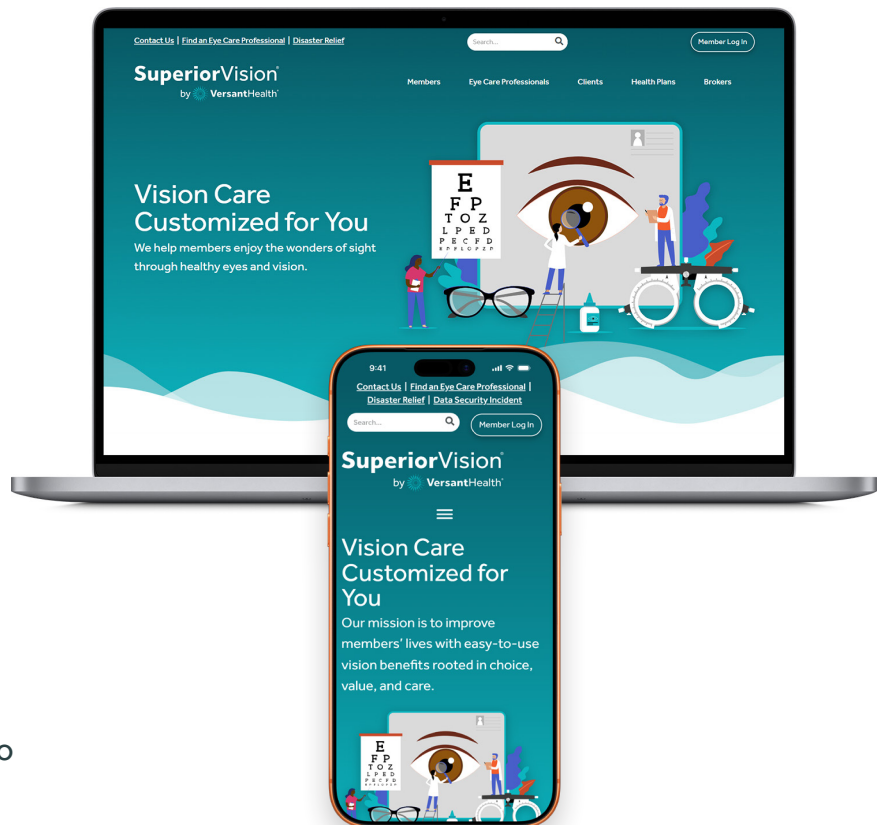 Contact Us | Find an Eye Care Professional | Disaster Relief
Search...
Member Log In
SuperiorVision®
by VersantHealth®
Members
Eye Care Professionals
Clients
Health Plans
Brokers
Vision Care
Customized for You
We help members enjoy the wonders of sight
through healthy eyes and vision.
E
F P
T O Z
L P E D
P E C F D
E
9:41
Contact Us | Find an Eye Care Professional |
Disaster Relief | Data Security Incident
Search...
Member Log In
SuperiorVision®
by VersantHealth®
Vision Care
Customized for
You
Our mission is to improve
members' lives with easy-to-use
vision benefits rooted in choice,
value, and care.
E
F P
T O Z
L P E D
P E C F D
o